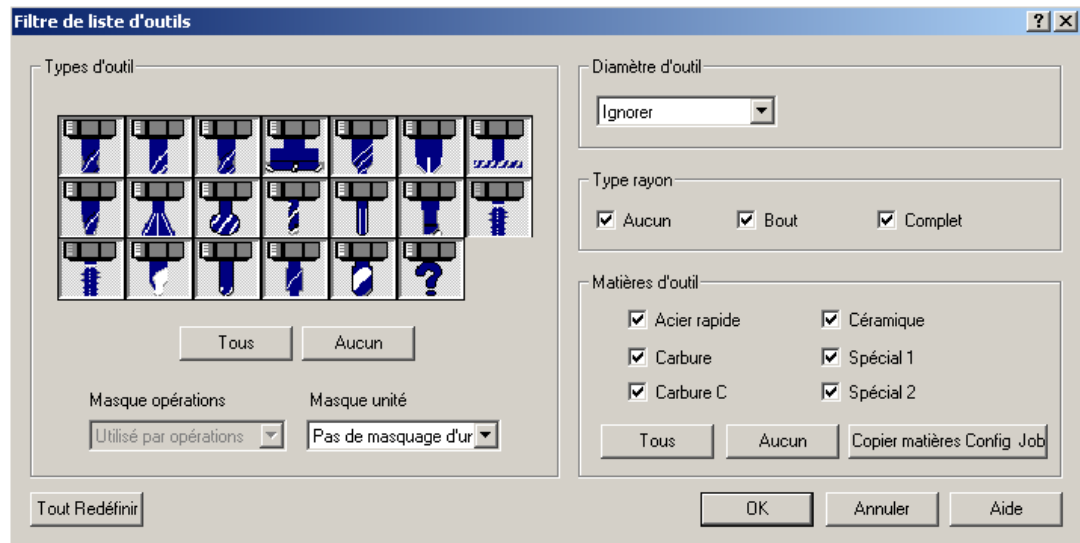 Filtre de liste d'outils
Types d'outil
Tous
Aucun
Masque opérations
Masque unité
Utilisé par opérations
Pas de masquage d'ur
Diamètre d'outil
Ignorer
Type rayon
Aucun
Bout
Complet
Matières d'outil
Acier rapide
Céramique
Carbure
Spécial 1
Carbure C
Spécial 2
Tous
Aucun
Copier matières Config Job
Tout Redéfinir
OK
Annuler
Aide